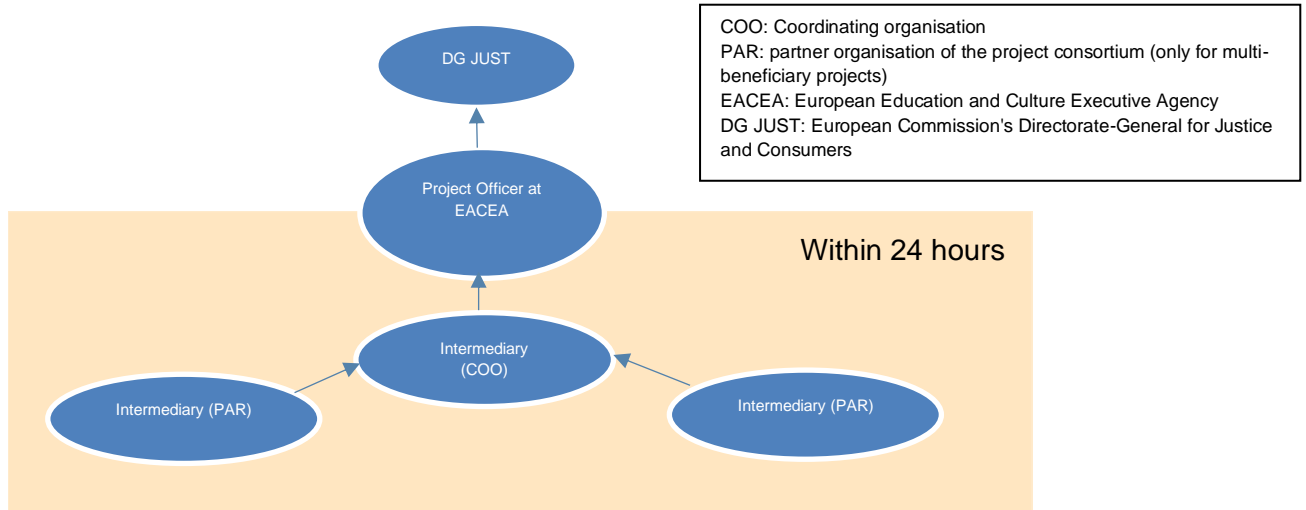 COO: Coordinating organisation
PAR: partner organisation of the project consortium (only for multi-
beneficiary projects)
EACEA: European Education and Culture Executive Agency
DG JUST: European Commission's Directorate-General for Justice
and Consumers
DG JUST
Project Officer at
EACEA
Within 24 hours
Intermediary
(COO)
Intermediary (PAR)
Intermediary (PAR)